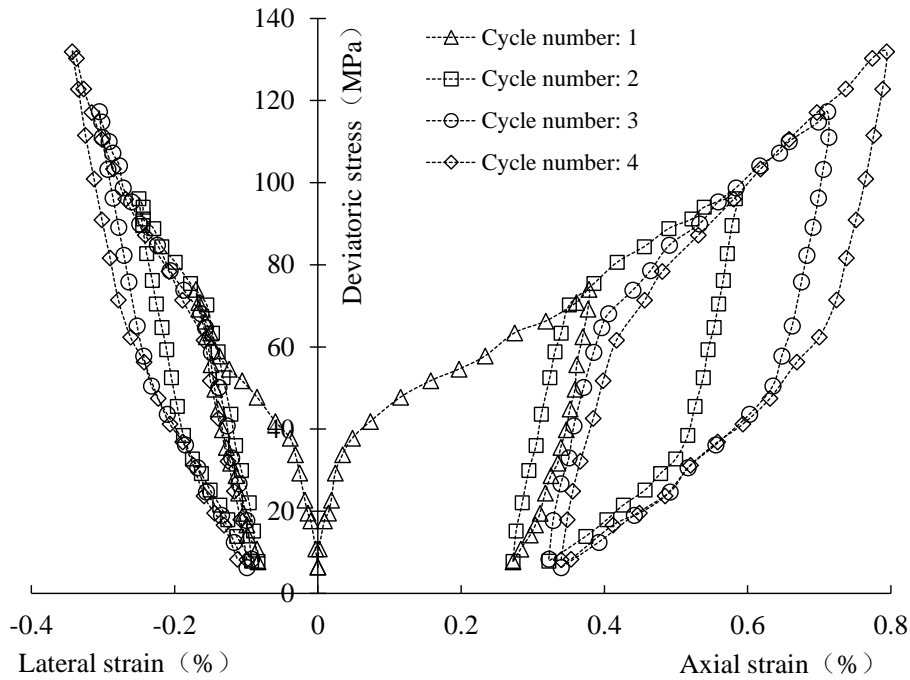 140
120
100
80
60
40
20
0
Deviatoric stress（MPa）
Cycle number: 1
Cycle number: 2
Cycle number: 3
Cycle number: 4
-0.4 -0.2 0 0.2 0.4 0.6 0.8
Lateral strain（%） Axial strain（%）